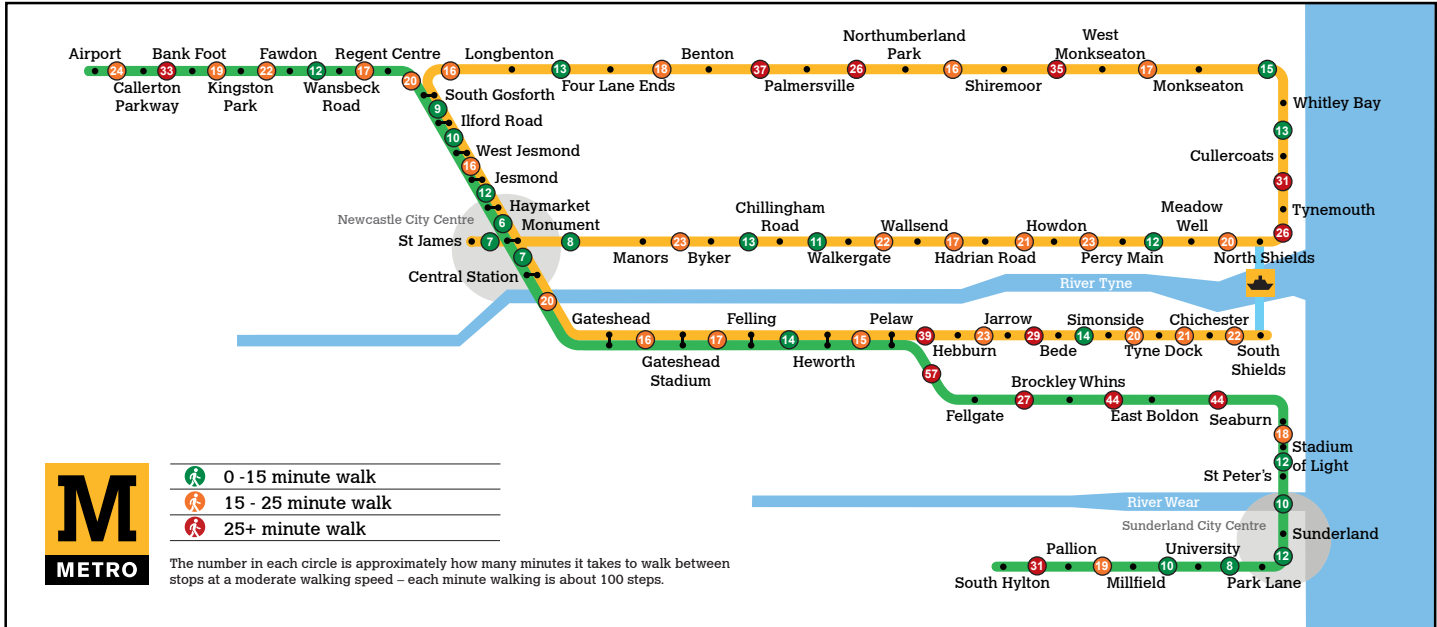 Airport
24
Callerton
Parkway
33
Bank Foot
19
Kingston
Park
22
Fawdon
12
Wansbeck
Road
17
Regent Centre
20
16
Longbenton
13
Four Lane Ends
18
Benton
37
Palmersville
26
Northumberland
Park
16
Shiremoor
35
West
Monkseaton
17
Monkseaton
15
Whitley Bay
13
Cullercoats
31
Tynemouth
26
South Gosforth
9
Ilford Road
10
West Jesmond
16
Jesmond
12
Haymarket
6
Newcastle City Centre
Monument
St James
7
8
Manors
23
Byker
13
Chillingham
Road
11
Walkergate
22
Wallsend
17
Hadrian Road
21
Howdon
23
Percy Main
12
Meadow
Well
20
North Shields
7
Central Station
20
River Tyne
Gateshead
16
Gateshead
Stadium
17
Felling
14
Heworth
15
Pelaw
39
Hebburn
23
Jarrow
29
Bede
14
Simonside
20
Tyne Dock
21
Chichester
22
South
Shields
57
Fellgate
27
Brockley Whins
44
East Boldon
44
Seaburn
18
Stadium
of Light
12
St Peter's
10
River Wear
Sunderland City Centre
Sunderland
12
Park Lane
8
University
10
Millfield
19
Pallion
31
South Hylton
M
METRO
0 -15 minute walk
15 - 25 minute walk
25+ minute walk
The number in each circle is approximately how many minutes it takes to walk between
stops at a moderate walking speed – each minute walking is about 100 steps.